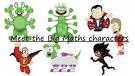 Meet the Big Maths characters